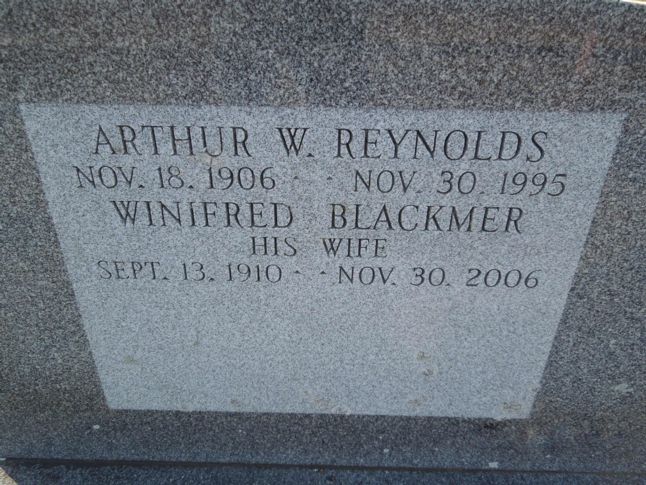 ARTHUR W. REYNOLDS
NOV. 18. 1906 - - NOV. 30. 1995
WINIFRED BLACKMER
HIS WIFE
SEPT. 13. 1910 - - NOV. 30. 2006